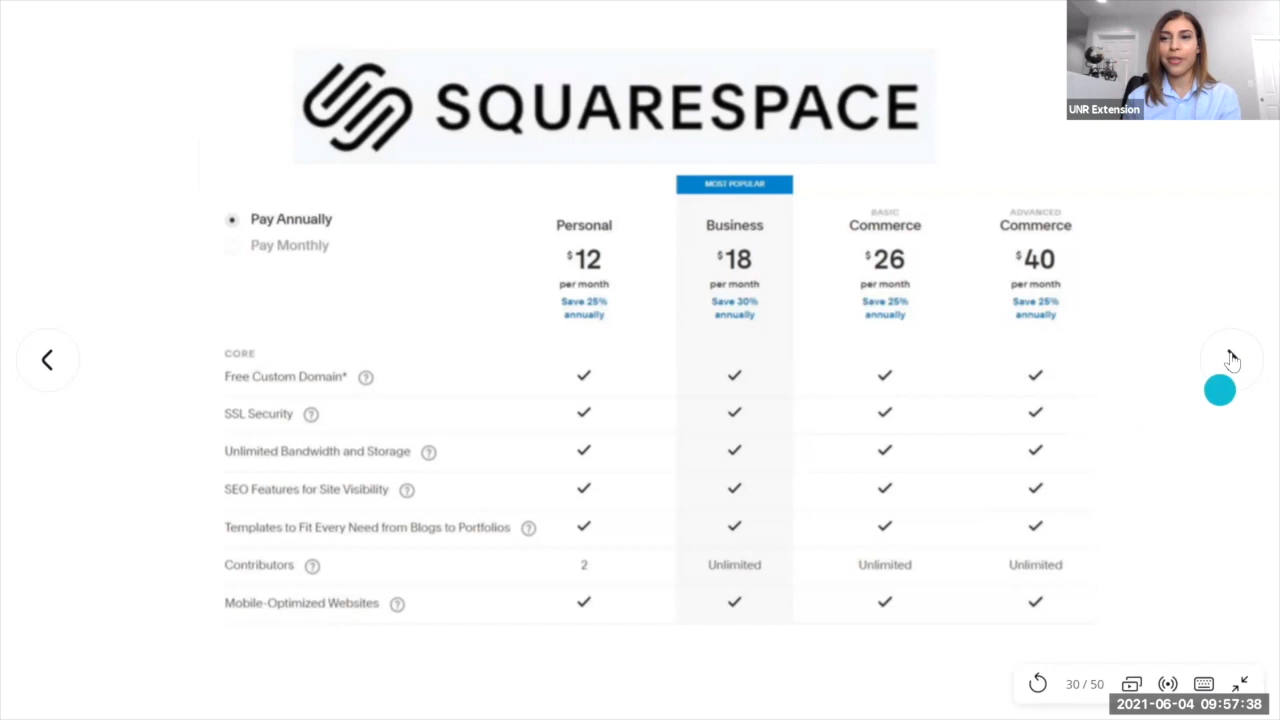 SQUARESPACE
UNR Extension
MOST POPULAR
Pay Annually
Pay Monthly
Personal
$12
per month
Save 25%
annually
Business
$18
per month
Save 30%
annually
BASIC
Commerce
$26
per month
Save 25%
annually
ADVANCED
Commerce
$40
per month
Save 25%
annually
CORE
Free Custom Domain*
SSL Security
Unlimited Bandwidth and Storage
SEO Features for Site Visibility
Templates to Fit Every Need from Blogs to Portfolios
Contributors 2 Unlimited Unlimited Unlimited
Mobile-Optimized Websites
30 / 50
2021-06-04 09:57:38